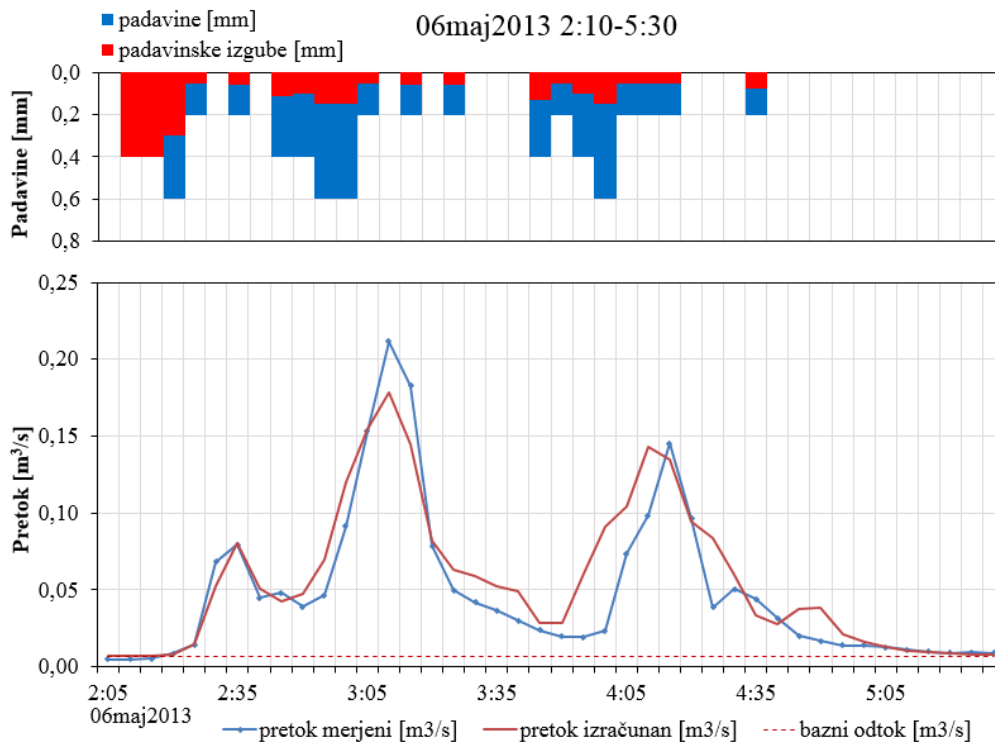 padavine [mm]
padavinske izgube [mm]
06maj2013 2:10-5:30
Padavine [mm]
0,0
0,2
0,4
0,6
0,8
Pretok [m³/s]
0,25
0,20
0,15
0,10
0,05
0,00
2:05 2:35 3:05 3:35 4:05 4:35 5:05
06maj2013
pretok merjeni [m3/s] pretok izračunan [m3/s] bazni odtok [m3/s]